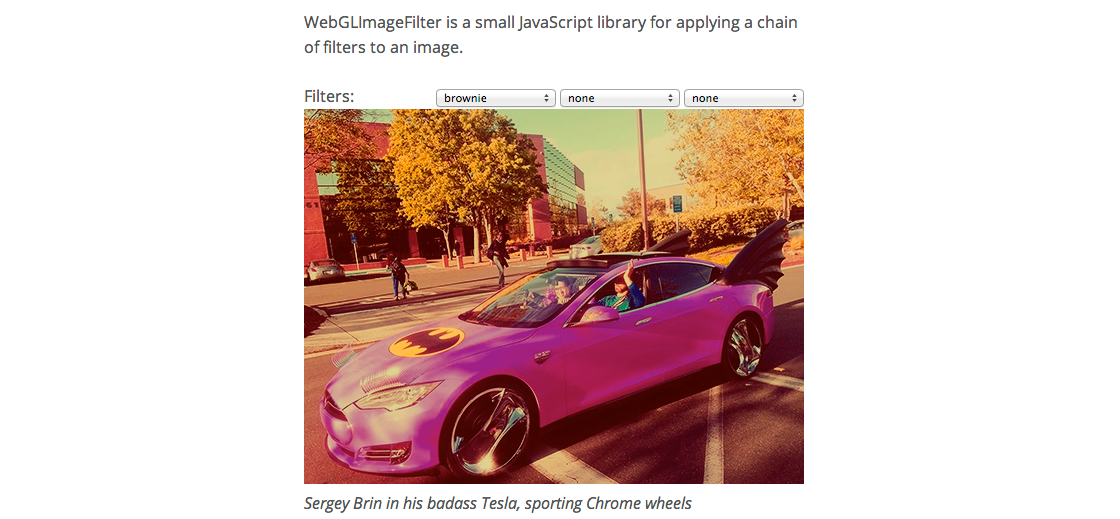 WebGLImageFilter is a small JavaScript library for applying a chain
of filters to an image.
Filters: brownie none none
Sergey Brin in his badass Tesla, sporting Chrome wheels